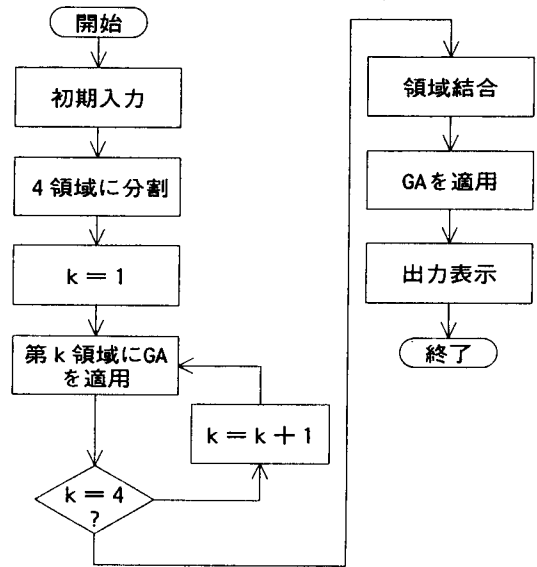 開始
初期入力
4領域に分割
k = 1
第k領域にGA
を適用
k = k + 1
k = 4
?
領域結合
GAを適用
出力表示
終了